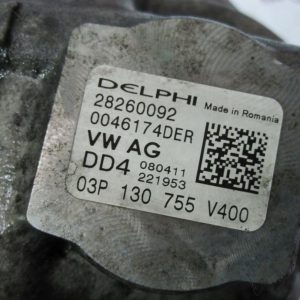 DELPHI
28260092 Made in Romania
0046174DER
VW AG
DD4 080411
221953
03P 130 755 V400